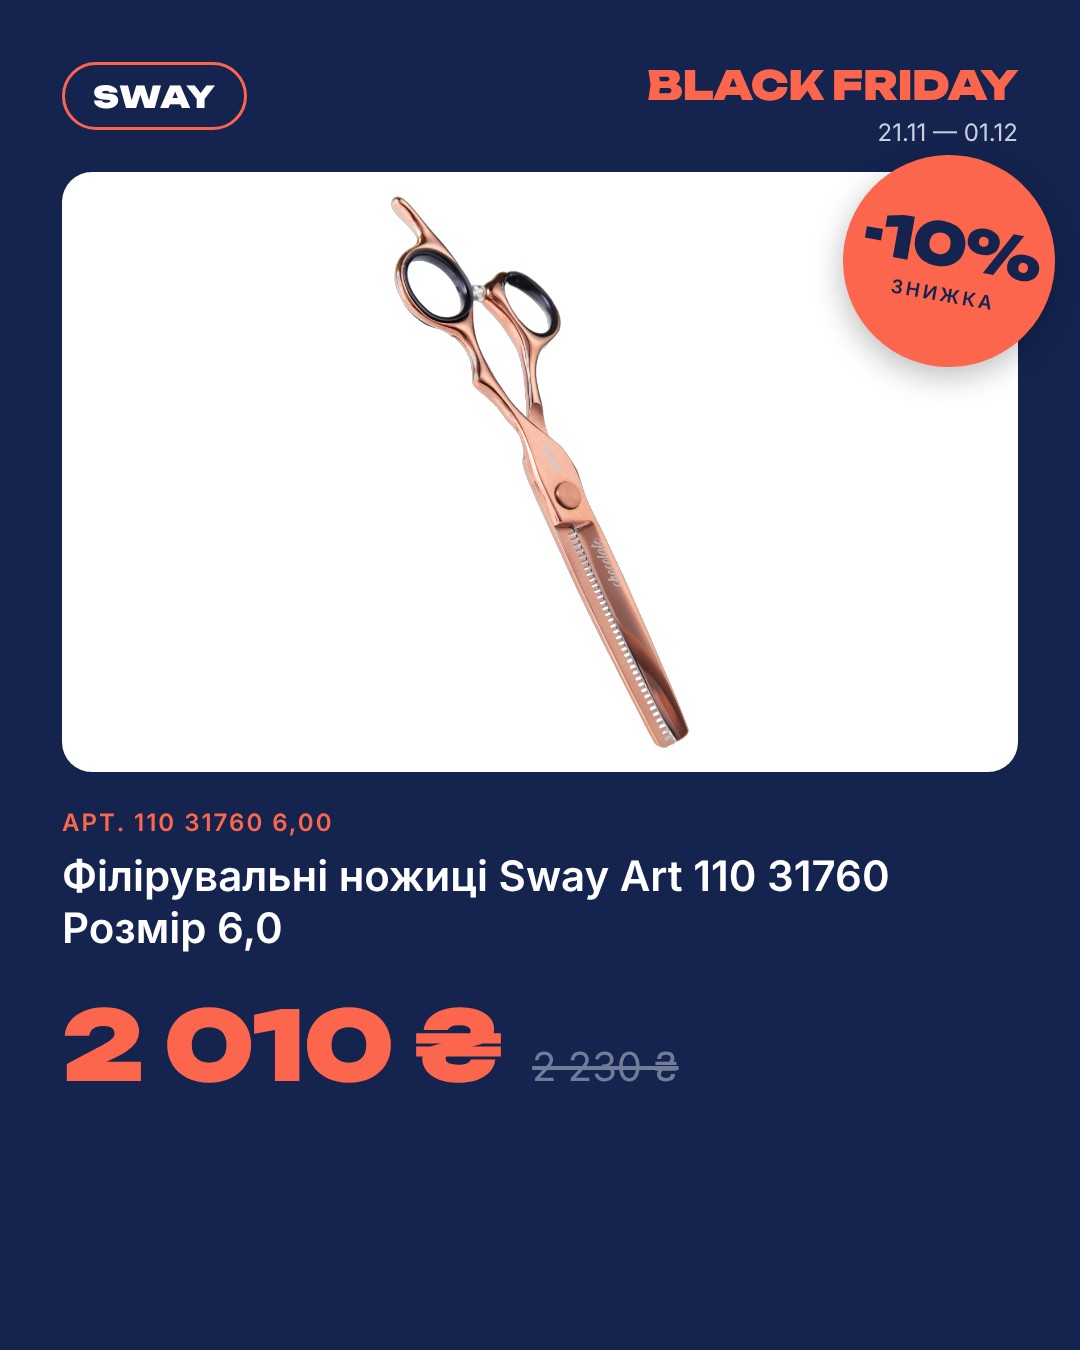 SWAY
BLACK FRIDAY
21.11 — 01.12
-10%
ЗНИЖКА
chocolate
АРТ. 110 31760 6,00
Філірувальні ножиці Sway Art 110 31760
Розмір 6,0
2 010 ₴
2 230 ₴